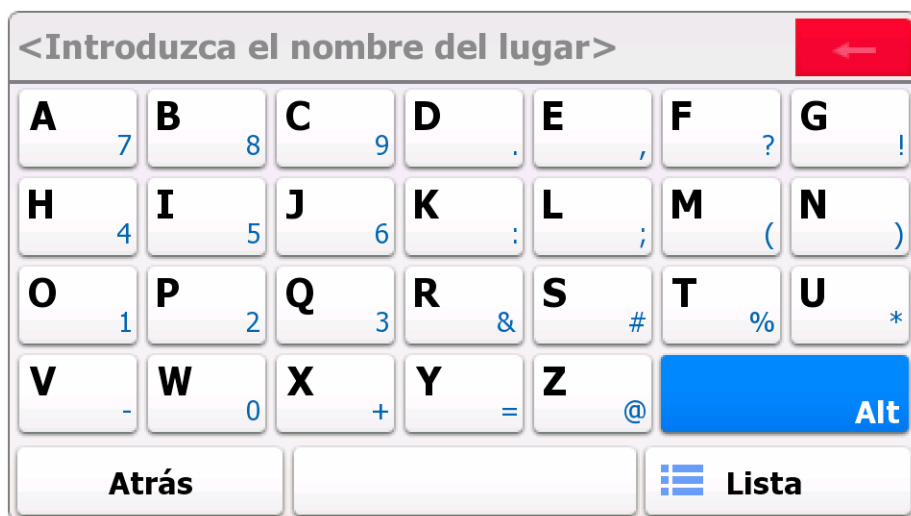 <Introduzca el nombre del lugar> ←
A 7 B 8 C 9 D . E , F ? G !
H 4 I 5 J 6 K : L ; M ( N )
O 1 P 2 Q 3 R & S # T % U *
V - W 0 X + Y = Z @ Alt
Atrás Lista